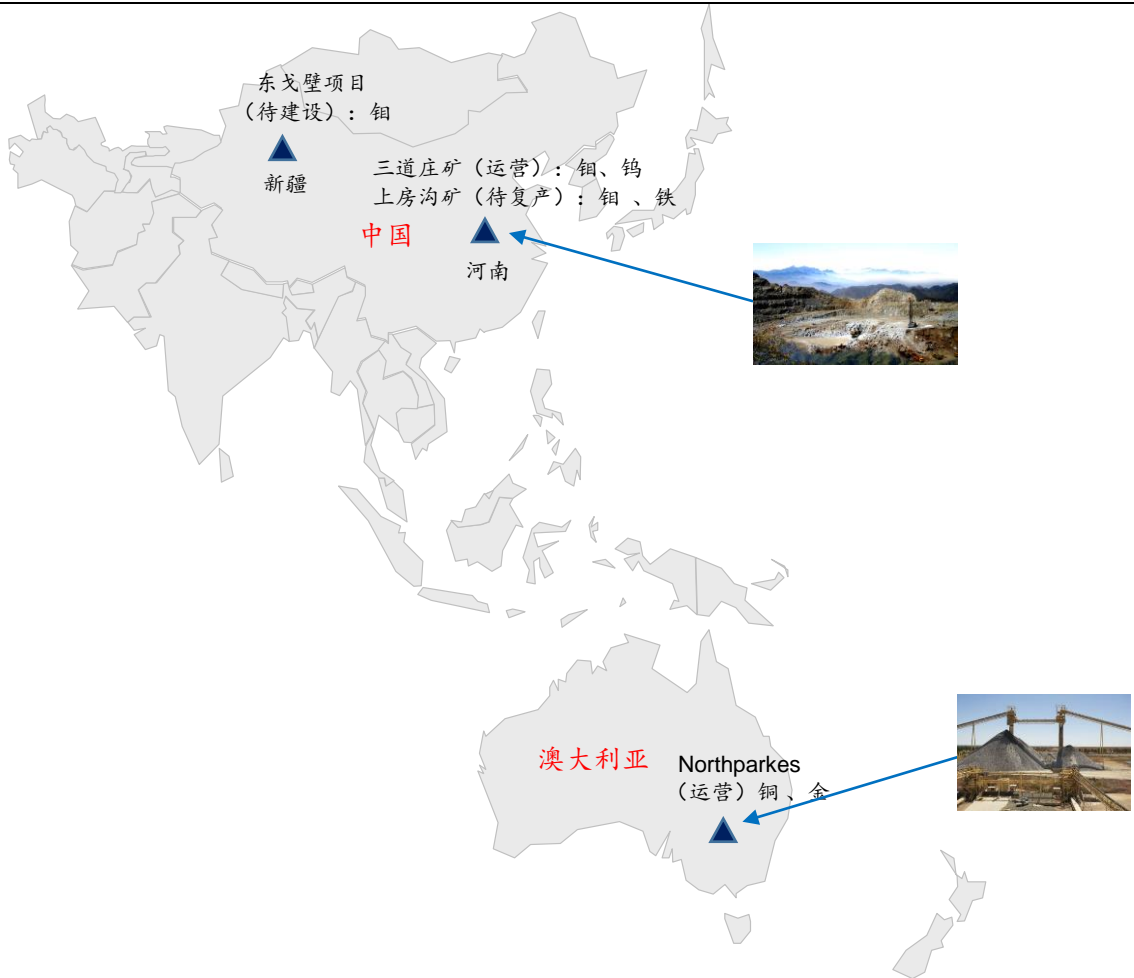 东戈壁项目
（待建设）：钼
新疆
三道庄矿（运营）：钼、钨
上房沟矿（待复产）：钼 、铁
中国
河南
澳大利亚
Northparkes
（运营）铜 、金